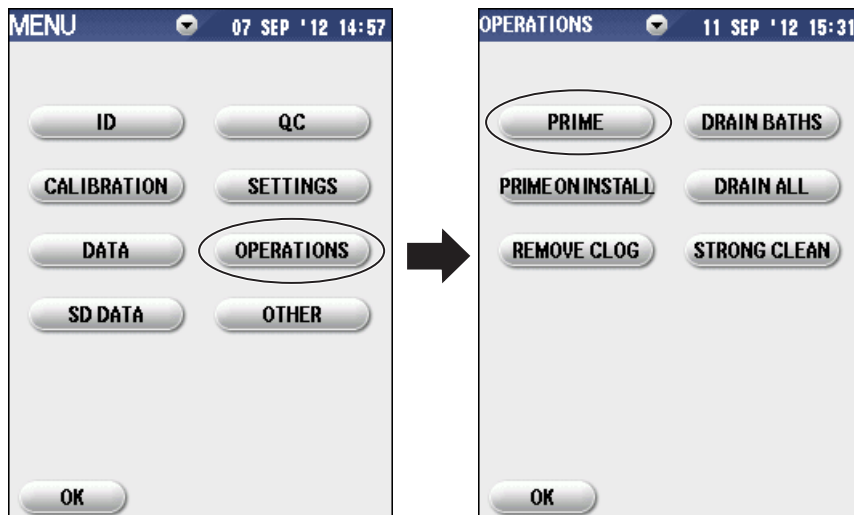 MENU 07 SEP '12 14:57
ID QC
CALIBRATION SETTINGS
DATA OPERATIONS
SD DATA OTHER
OK
OPERATIONS 11 SEP '12 15:31
PRIME DRAIN BATHS
PRIME ON INSTALL DRAIN ALL
REMOVE CLOG STRONG CLEAN
OK